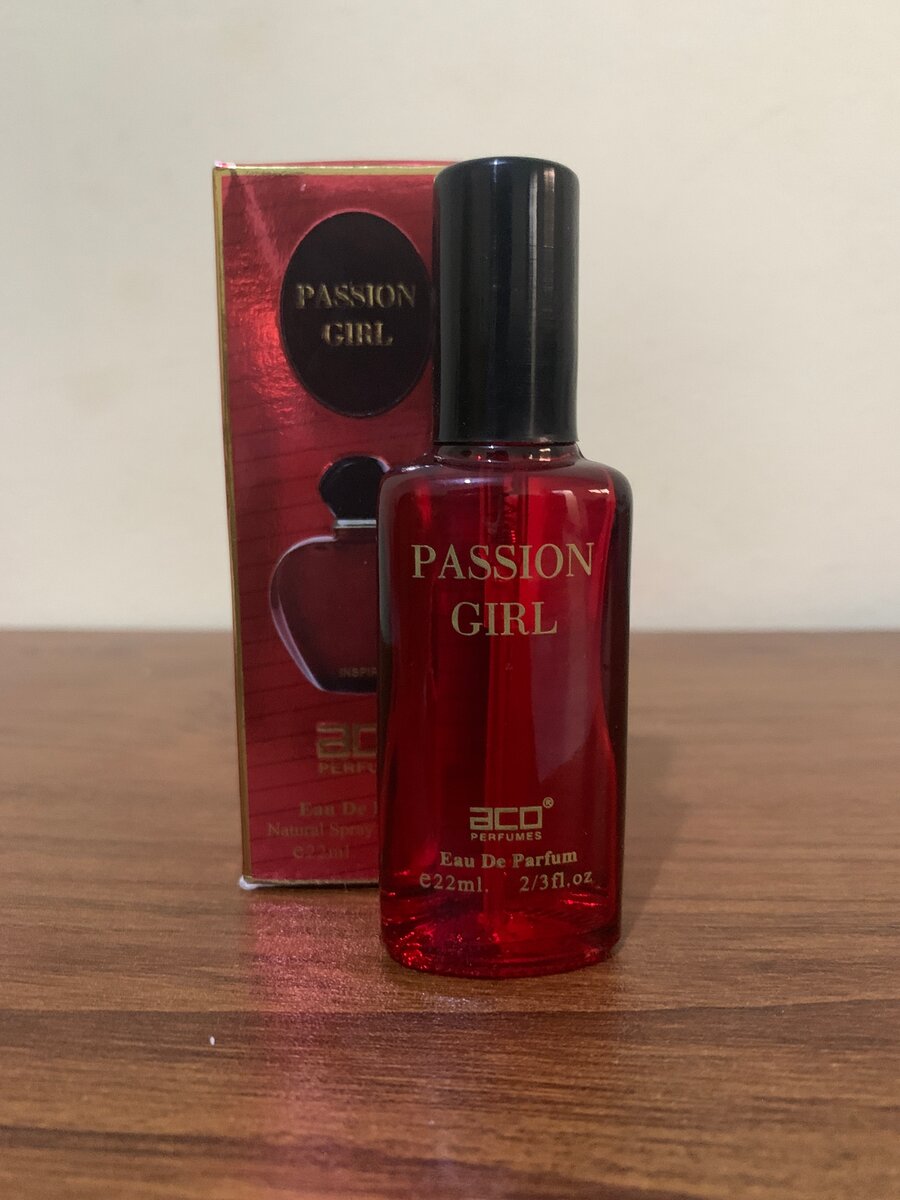 PASSION
GIRL
INSPIR
aco
PERFU
Eau De
Natural Spray
e22ml
PASSION
GIRL
aco®
PERFUMES
Eau De Parfum
e22ml. 2/3fl.oz